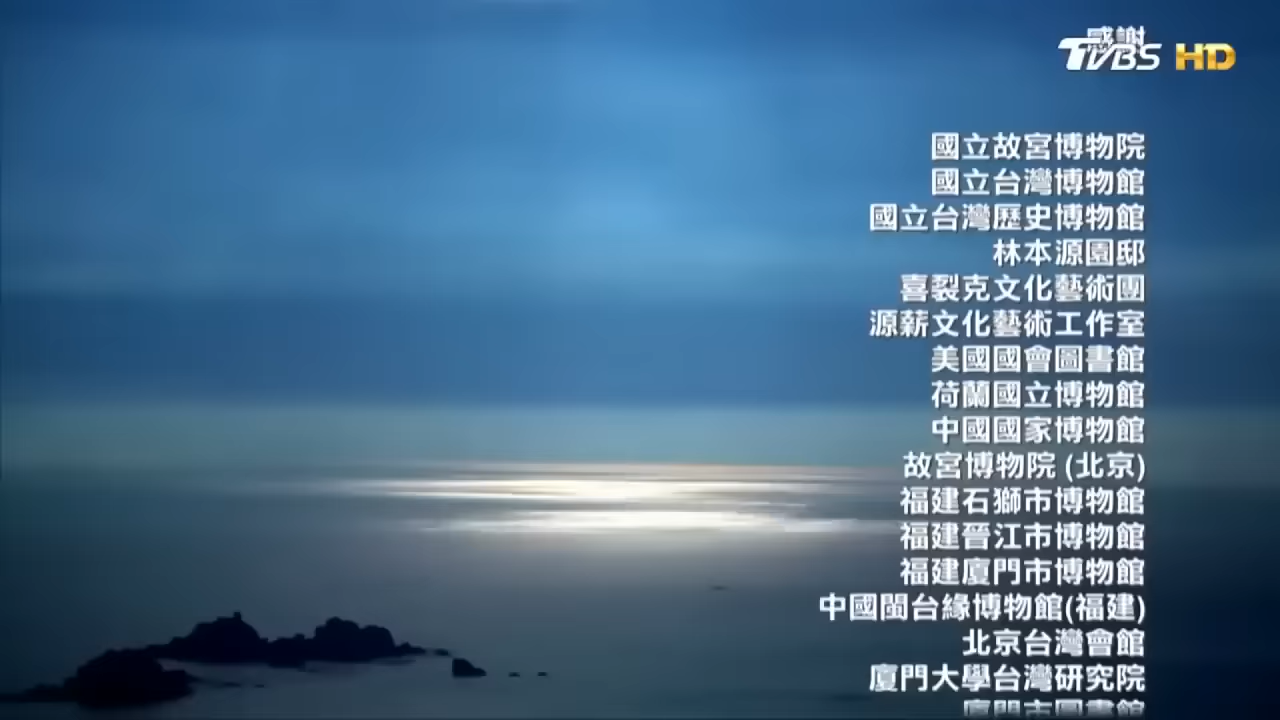 感謝
TVBS HD
國立故宮博物院
國立台灣博物館
國立台灣歷史博物館
林本源園邸
喜裂克文化藝術團
源薪文化藝術工作室
美國國會圖書館
荷蘭國立博物館
中國國家博物館
故宮博物院 (北京)
福建石獅市博物館
福建晉江市博物館
福建廈門市博物館
中國閩台緣博物館(福建)
北京台灣會館
廈門大學台灣研究院
廈門市圖書館